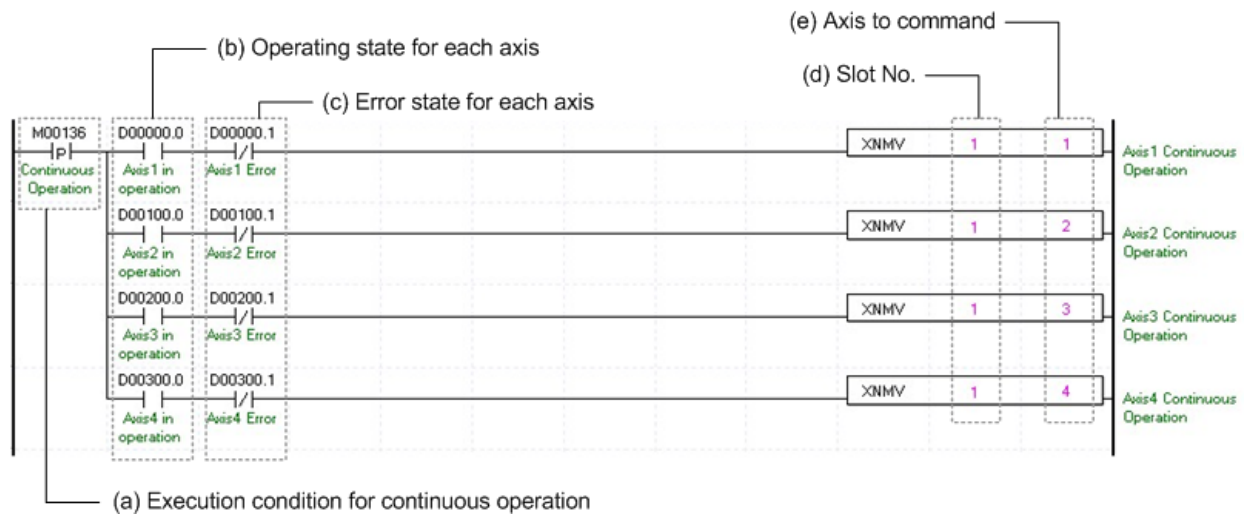 (e) Axis to command
(b) Operating state for each axis
(d) Slot No.
(c) Error state for each axis
M00136 D00000.0 D00000.1
P
XNMV 1 1
Continuous Operation
Axis1 in operation
Axis1 Error
Axis1 Continuous Operation
D00100.0 D00100.1
XNMV 1 2
Axis2 in operation
Axis2 Error
Axis2 Continuous Operation
D00200.0 D00200.1
XNMV 1 3
Axis3 in operation
Axis3 Error
Axis3 Continuous Operation
D00300.0 D00300.1
XNMV 1 4
Axis4 in operation
Axis4 Error
Axis4 Continuous Operation
(a) Execution condition for continuous operation